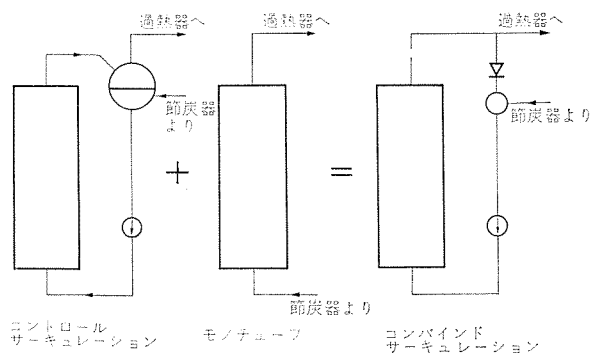 過熱器へ
過熱器へ
過熱器へ
節炭器
より
節炭器より
+
=
節炭器より
コントロール
サーキュレーション
モノチューブ
コンバインド
サーキュレーション